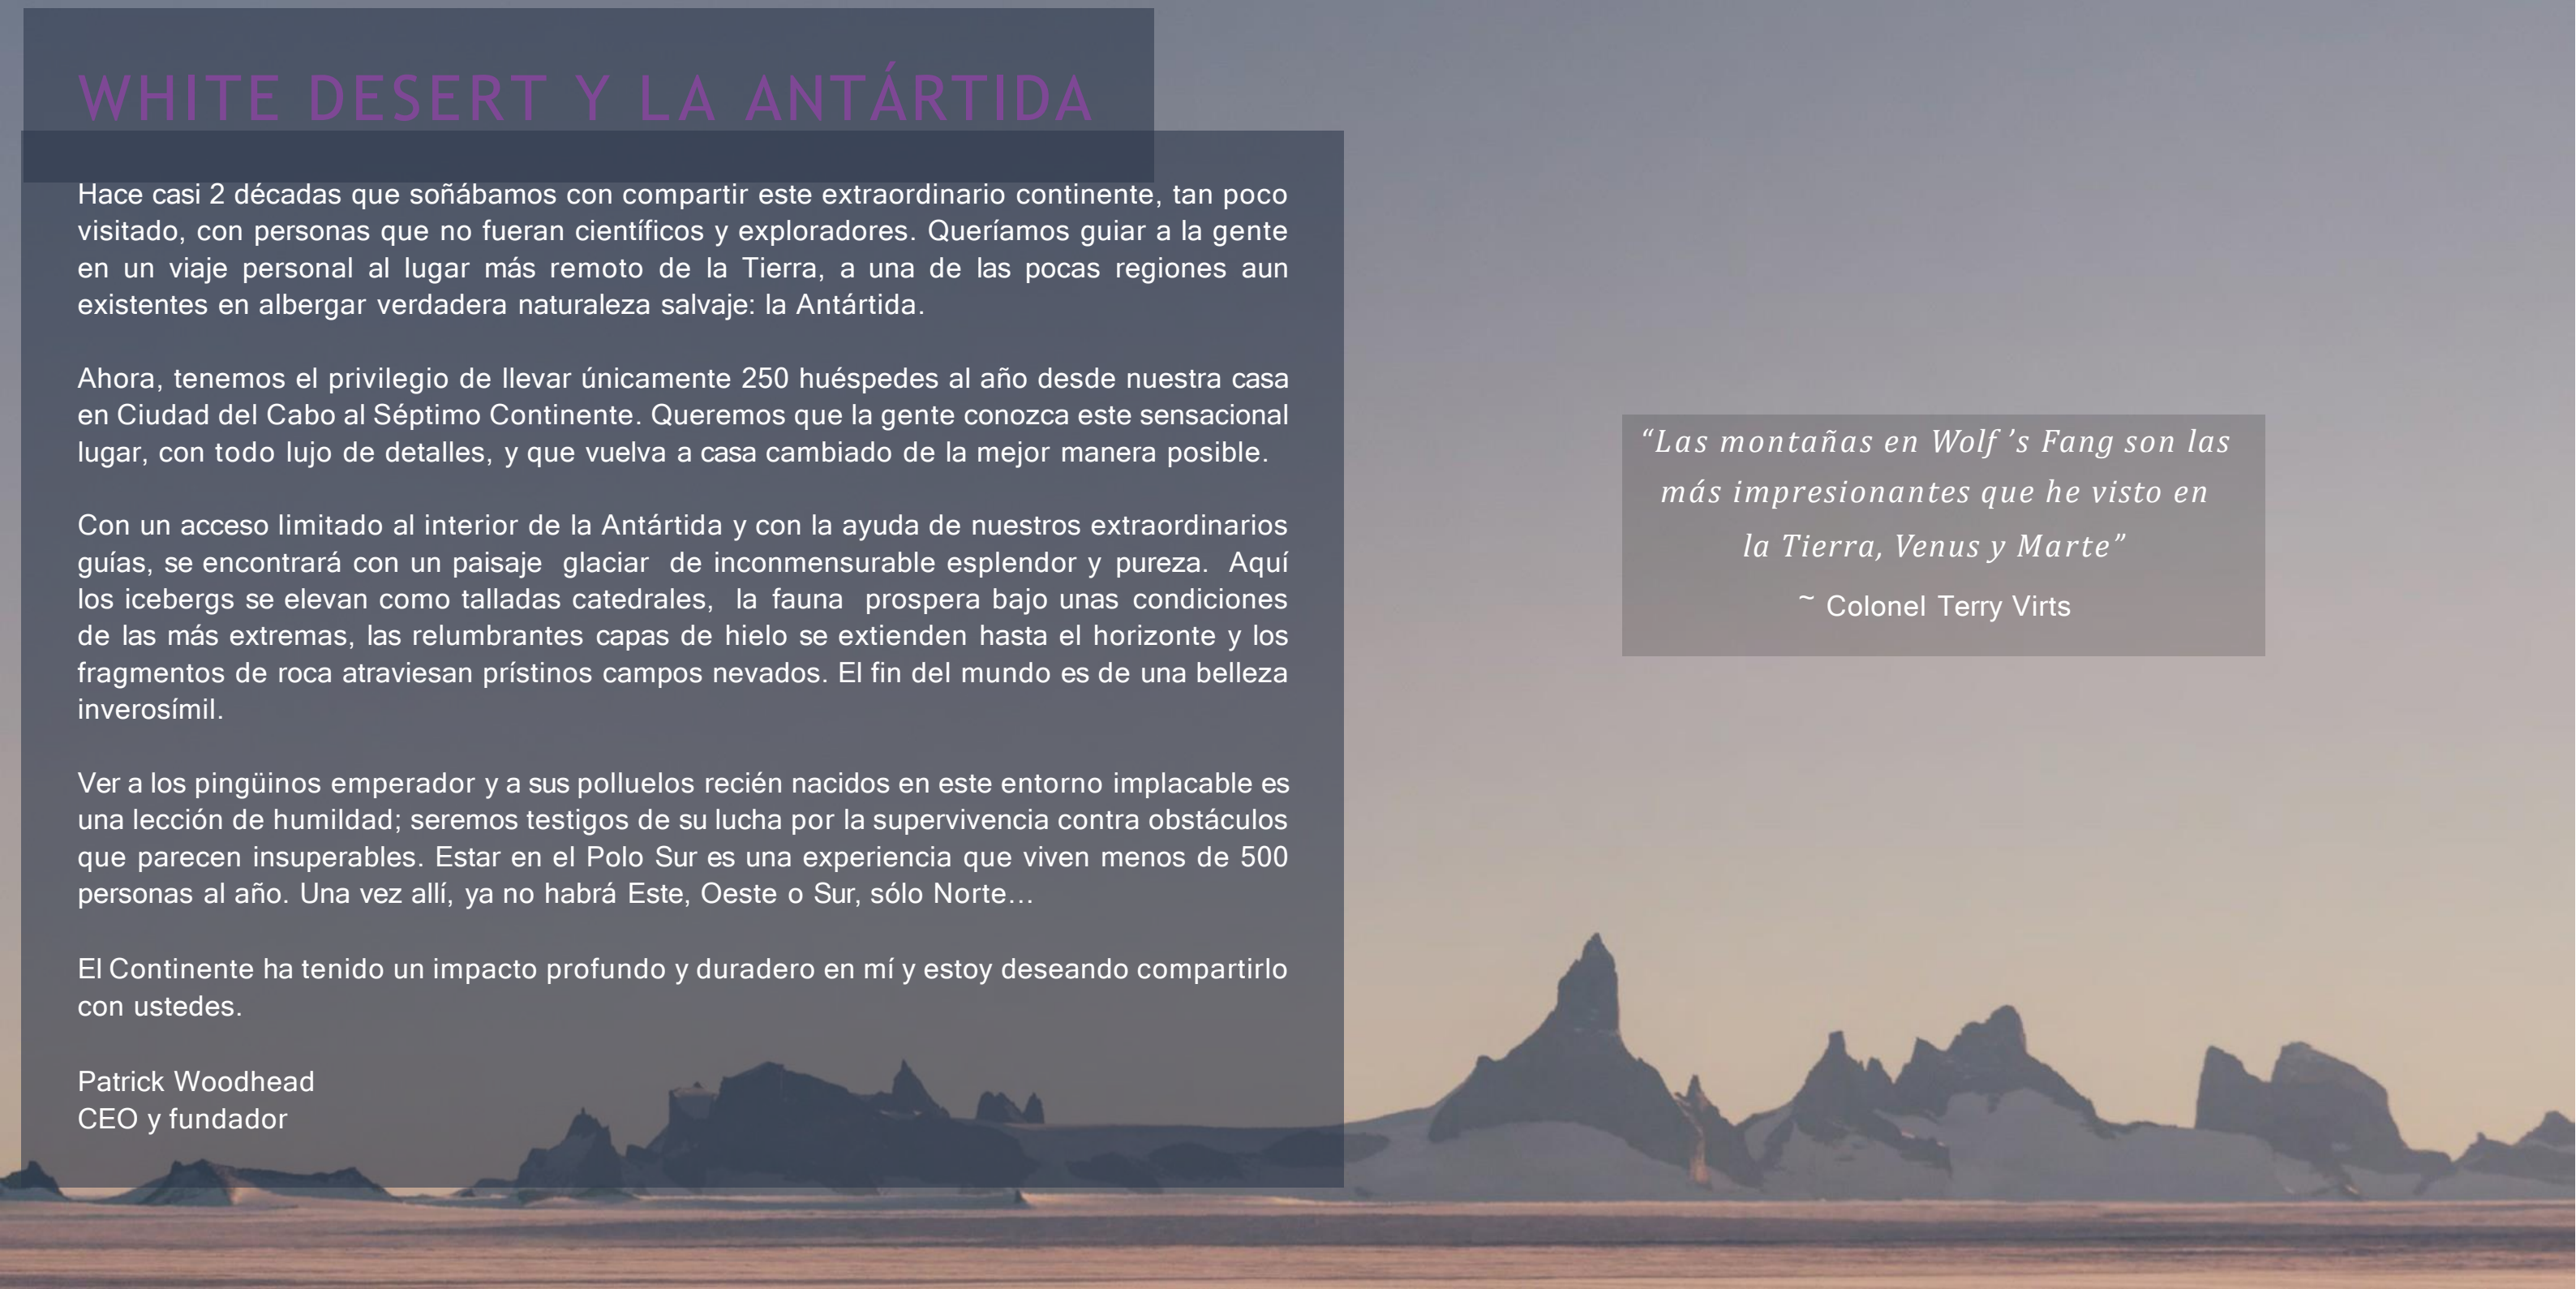 WHITE DESERT Y LA ANTÁRTIDA
Hace casi 2 décadas que soñábamos con compartir este extraordinario continente, tan poco
visitado, con personas que no fueran científicos y exploradores. Queríamos guiar a la gente
en un viaje personal al lugar más remoto de la Tierra, a una de las pocas regiones aun
existentes en albergar verdadera naturaleza salvaje: la Antártida.
Ahora, tenemos el privilegio de llevar únicamente 250 huéspedes al año desde nuestra casa
en Ciudad del Cabo al Séptimo Continente. Queremos que la gente conozca este sensacional
lugar, con todo lujo de detalles, y que vuelva a casa cambiado de la mejor manera posible.
Con un acceso limitado al interior de la Antártida y con la ayuda de nuestros extraordinarios
guías, se encontrará con un paisaje glaciar de inconmensurable esplendor y pureza. Aquí
los icebergs se elevan como talladas catedrales, la fauna prospera bajo unas condiciones
de las más extremas, las relumbrantes capas de hielo se extienden hasta el horizonte y los
fragmentos de roca atraviesan prístinos campos nevados. El fin del mundo es de una belleza
inverosímil.
Ver a los pingüinos emperador y a sus polluelos recién nacidos en este entorno implacable es
una lección de humildad; seremos testigos de su lucha por la supervivencia contra obstáculos
que parecen insuperables. Estar en el Polo Sur es una experiencia que viven menos de 500
personas al año. Una vez allí, ya no habrá Este, Oeste o Sur, sólo Norte…
El Continente ha tenido un impacto profundo y duradero en mí y estoy deseando compartirlo
con ustedes.
Patrick Woodhead
CEO y fundador
“Las montañas en Wolf ’s Fang son las
más impresionantes que he visto en
la Tierra, Venus y Marte”
~ Colonel Terry Virts